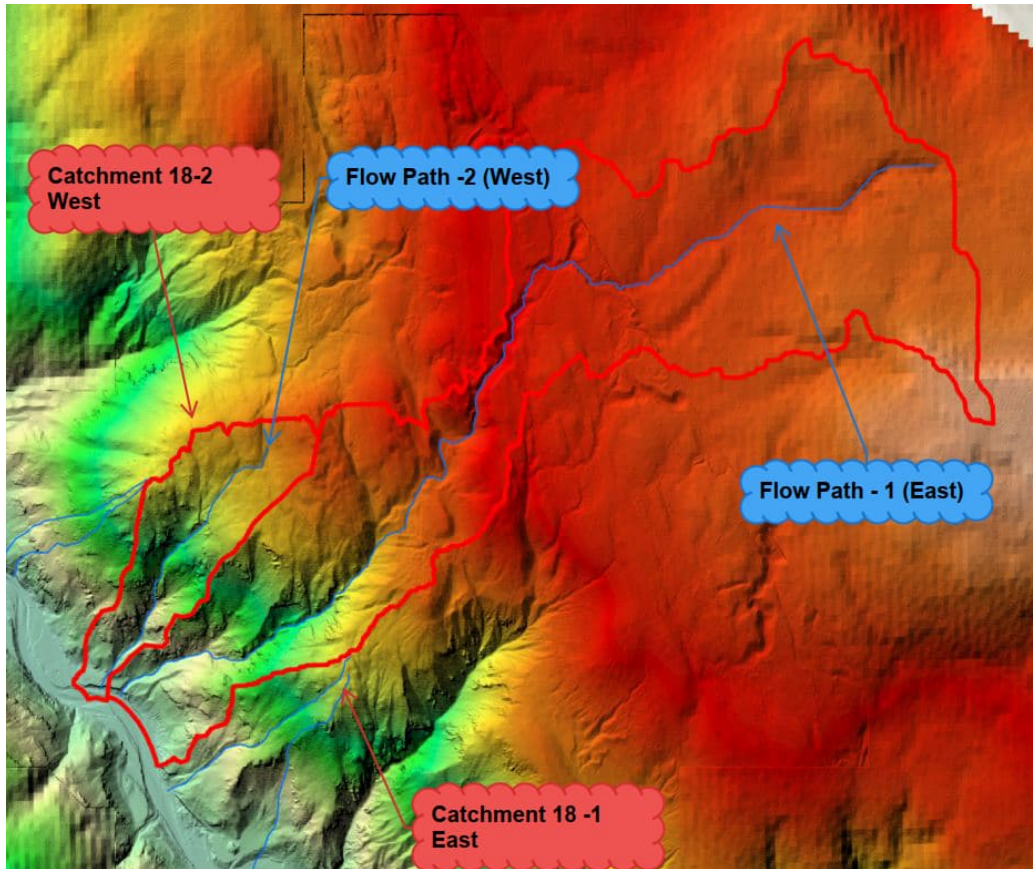 Catchment 18-2
West
Flow Path -2 (West)
Flow Path - 1 (East)
Catchment 18 -1
East